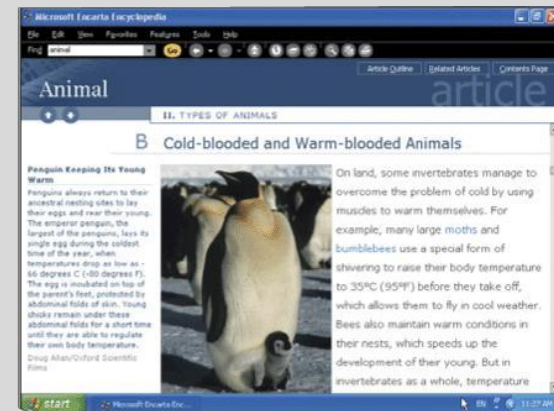 Microsoft Encarta Encyclopedia
File Edit View Favorites Features Tools Help
Find animal Go
Article Outline Related Articles Contents Page
Animal
article
II. TYPES OF ANIMALS
B Cold-blooded and Warm-blooded Animals
Penguin Keeping Its Young
Warm
Penguins always return to their
ancestral nesting sites to lay
their eggs and rear their young.
The emperor penguin, the
largest of the penguins, lays its
single egg during the coldest
time of the year, when
temperatures drop as low as -
66 degrees C (-80 degrees F).
The egg is incubated on top of
the parent's feet, protected by
abdominal folds of skin. Young
chicks remain under these
abdominal folds for a short time
until they are able to regulate
their own body temperature.
Doug Allan/Oxford Scientific
Films
On land, some invertebrates manage to
overcome the problem of cold by using
muscles to warm themselves. For
example, many large moths and
bumblebees use a special form of
shivering to raise their body temperature
to 35°C (95°F) before they take off,
which allows them to fly in cool weather.
Bees also maintain warm conditions in
their nests, which speeds up the
development of their young. But in
invertebrates as a whole, temperature
start Microsoft Encarta Enc... EN 11:27 AM